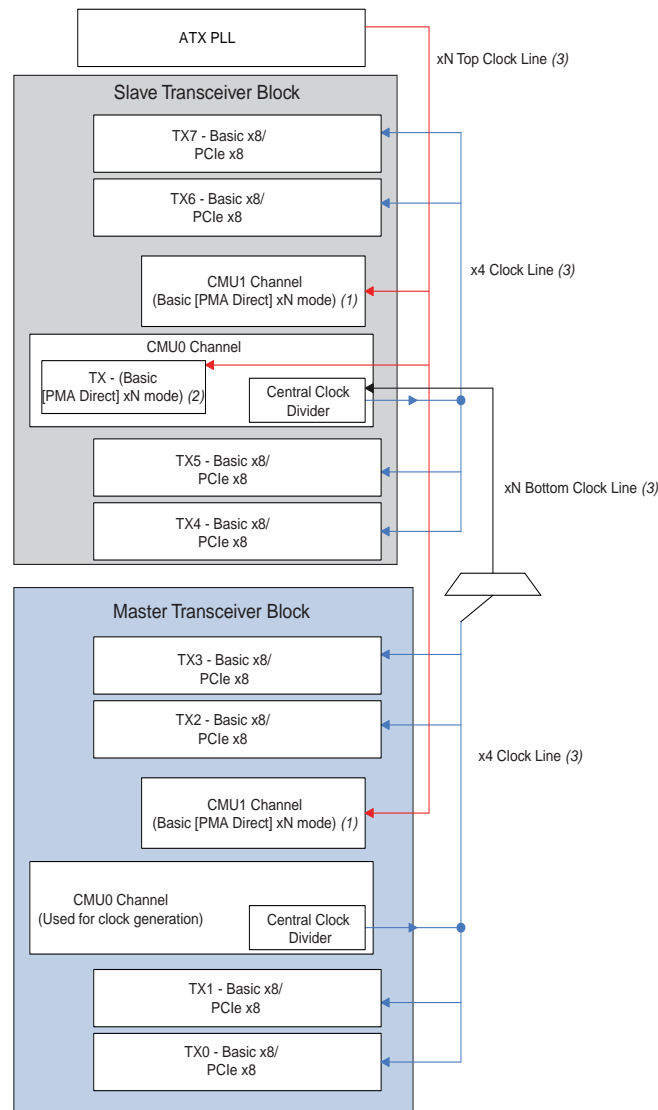 ATX PLL
xN Top Clock Line (3)
Slave Transceiver Block
TX7 - Basic x8/
PCIe x8
TX6 - Basic x8/
PCIe x8
x4 Clock Line (3)
CMU1 Channel
(Basic [PMA Direct] xN mode) (1)
CMU0 Channel
TX - (Basic
[PMA Direct] xN mode) (2)
Central Clock
Divider
TX5 - Basic x8/
PCIe x8
xN Bottom Clock Line (3)
TX4 - Basic x8/
PCIe x8
Master Transceiver Block
TX3 - Basic x8/
PCIe x8
TX2 - Basic x8/
PCIe x8
x4 Clock Line (3)
CMU1 Channel
(Basic [PMA Direct] xN mode) (1)
CMU0 Channel
(Used for clock generation)
Central Clock
Divider
TX1 - Basic x8/
PCIe x8
TX0 - Basic x8/
PCIe x8